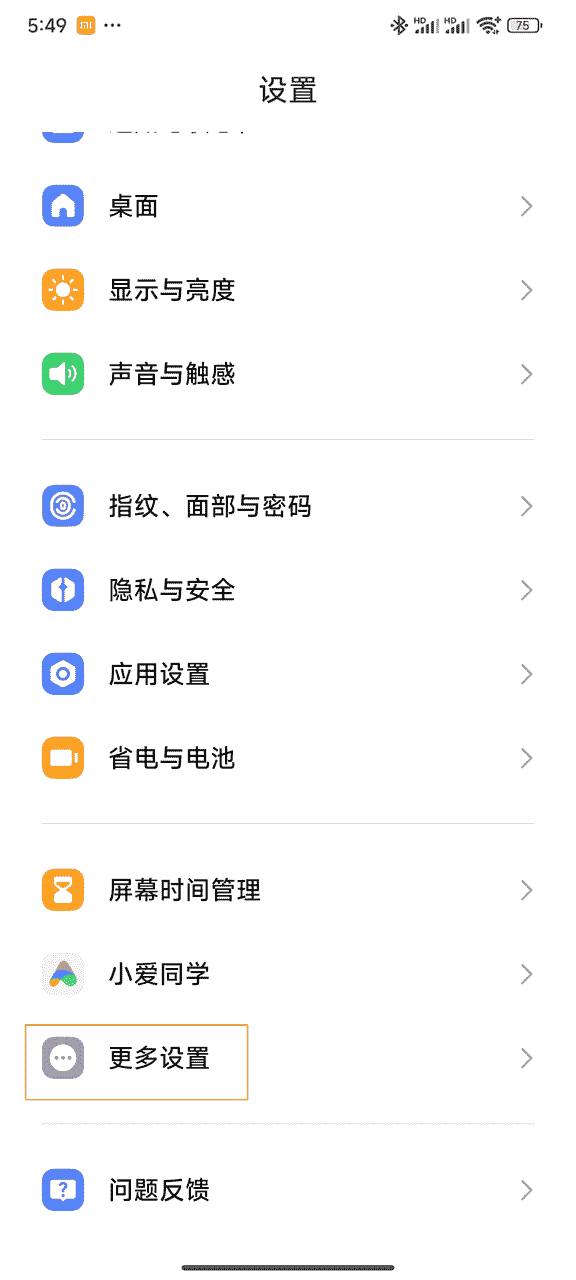 5:49
HD HD 75
设置
桌面
显示与亮度
声音与触感
指纹、面部与密码
隐私与安全
应用设置
省电与电池
屏幕时间管理
小爱同学
更多设置
问题反馈